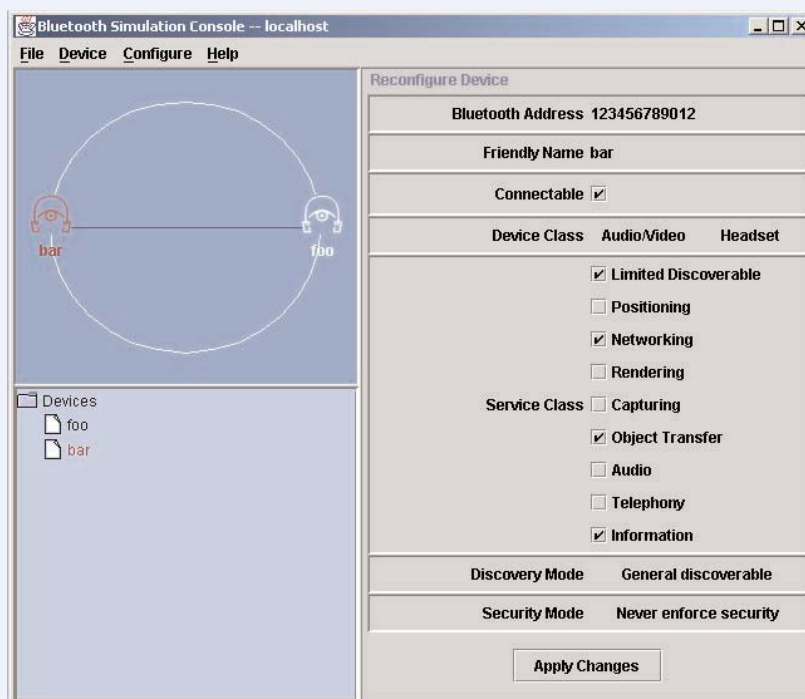 Bluetooth Simulation Console -- localhost
File Device Configure Help
bar
foo
Devices
foo
bar
Reconfigure Device
Bluetooth Address 123456789012
Friendly Name bar
Connectable
Device Class Audio/Video Headset
Service Class
Limited Discoverable
Positioning
Networking
Rendering
Capturing
Object Transfer
Audio
Telephony
Information
Discovery Mode General discoverable
Security Mode Never enforce security
Apply Changes